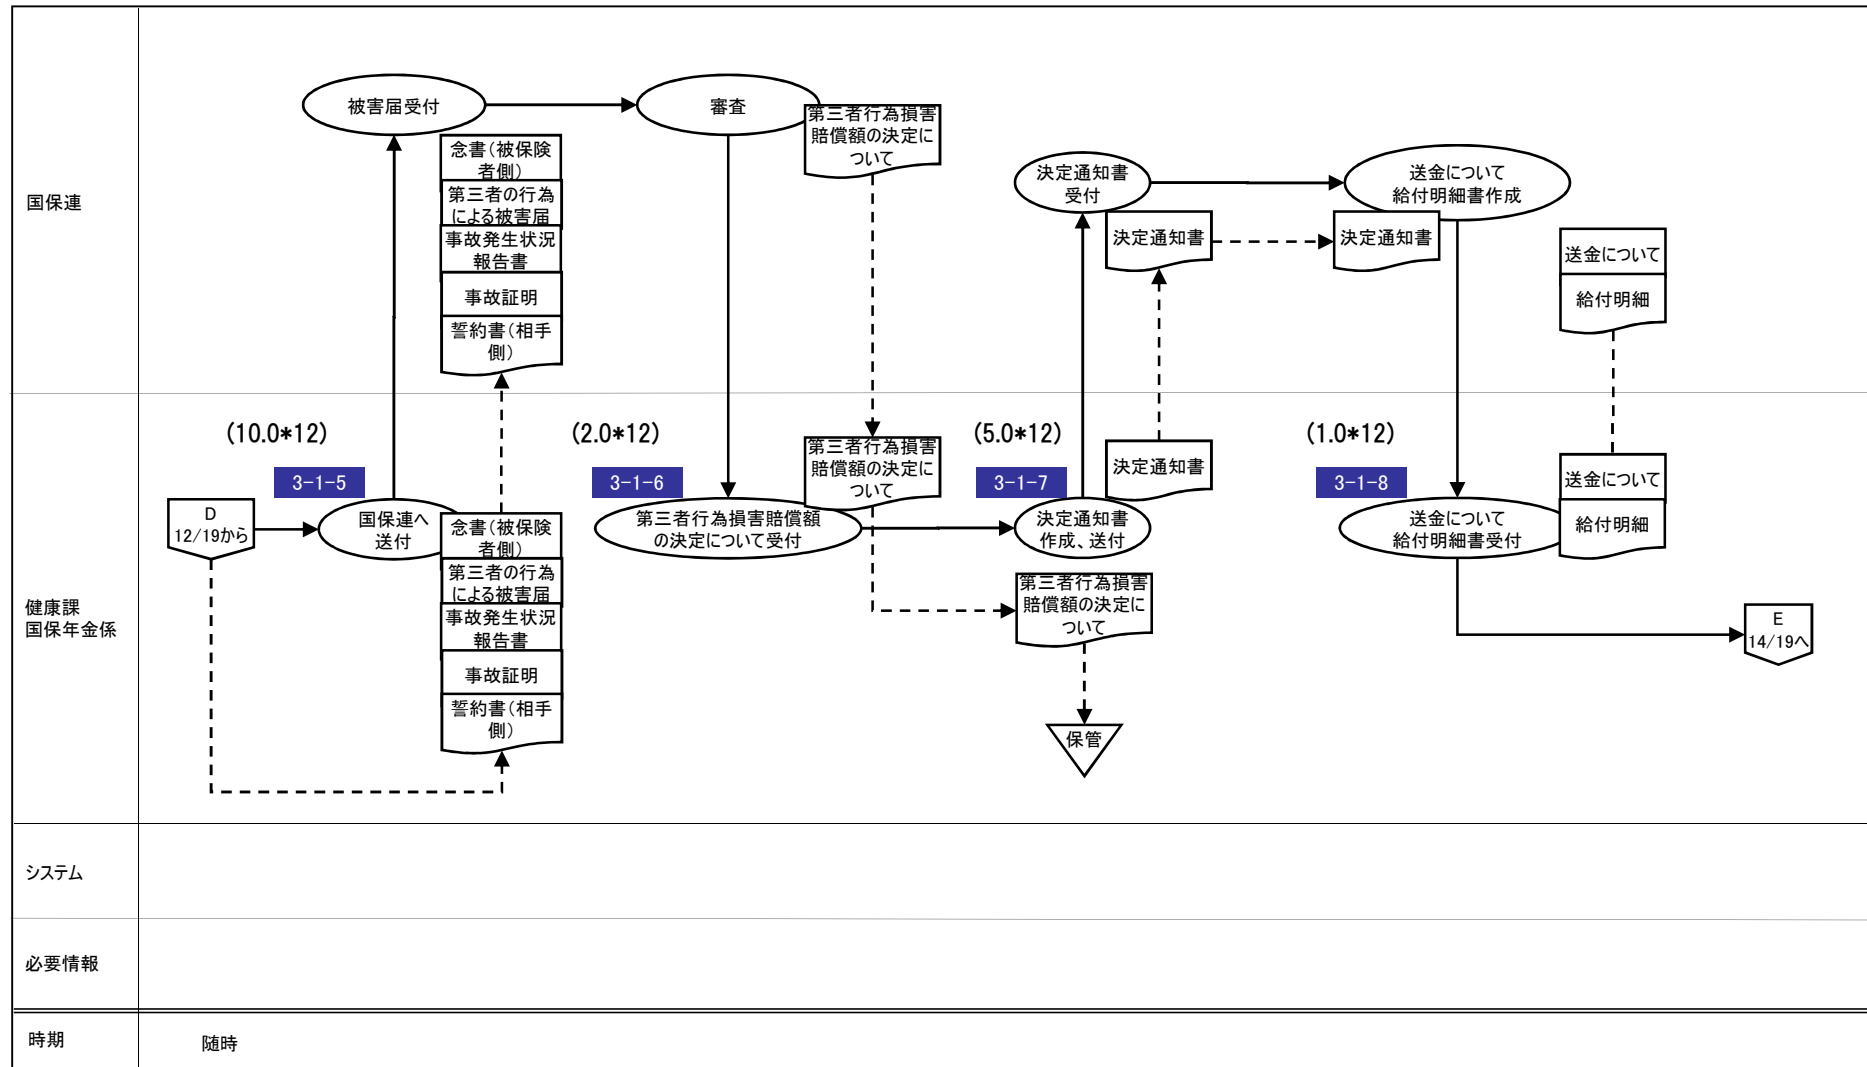 国保連
被害届受付
審査
第三者行為損害
賠償額の決定に
ついて
念書（被保険
者側）
第三者の行為
による被害届
事故発生状況
報告書
事故証明
誓約書（相手
側）
決定通知書
受付
決定通知書
送金について
給付明細書作成
決定通知書
送金について
給付明細
健康課
国保年金係
(10.0*12)
3-1-5
D
12/19から
国保連へ
送付
念書（被保険
者側）
第三者の行為
による被害届
事故発生状況
報告書
事故証明
誓約書（相手
側）
(2.0*12)
3-1-6
第三者行為損害賠償額
の決定について受付
第三者行為損害
賠償額の決定に
ついて
(5.0*12)
3-1-7
決定通知書
作成、送付
決定通知書
第三者行為損害
賠償額の決定に
ついて
保管
(1.0*12)
3-1-8
送金について
給付明細書受付
送金について
給付明細
E
14/19へ
システム
必要情報
時期
随時